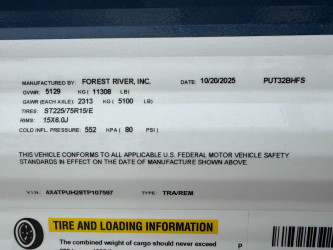 MANUFACTURED BY: FOREST RIVER, INC. DATE: 10/20/2025 PUT32BHFS
GVWR: 5129 KG ( 11308 LB)
GAWR (EACH AXLE): 2313 KG ( 5100 LB)
TIRES: ST225/75R15/E
RIMS: 15X6.0J
COLD INFL. PRESSURE: 552 KPA ( 80 PSI )
THIS VEHICLE CONFORMS TO ALL APPLICABLE U.S. FEDERAL MOTOR VEHICLE SAFETY
STANDARDS IN EFFECT ON THE DATE OF MANUFACTURE SHOWN ABOVE.
V.I.N.: 4X4TPUH29TP107597 TYPE: TRA/REM
TIRE AND LOADING INFORMATION
The combined weight of cargo should never exceed